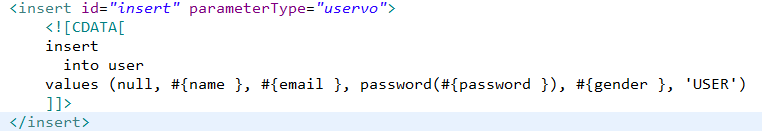 <insert id="insert" parameterType="uservo">
<![CDATA[
insert
into user
values (null, #{name }, #{email }, password(#{password }), #{gender }, 'USER')
]]>
</insert>